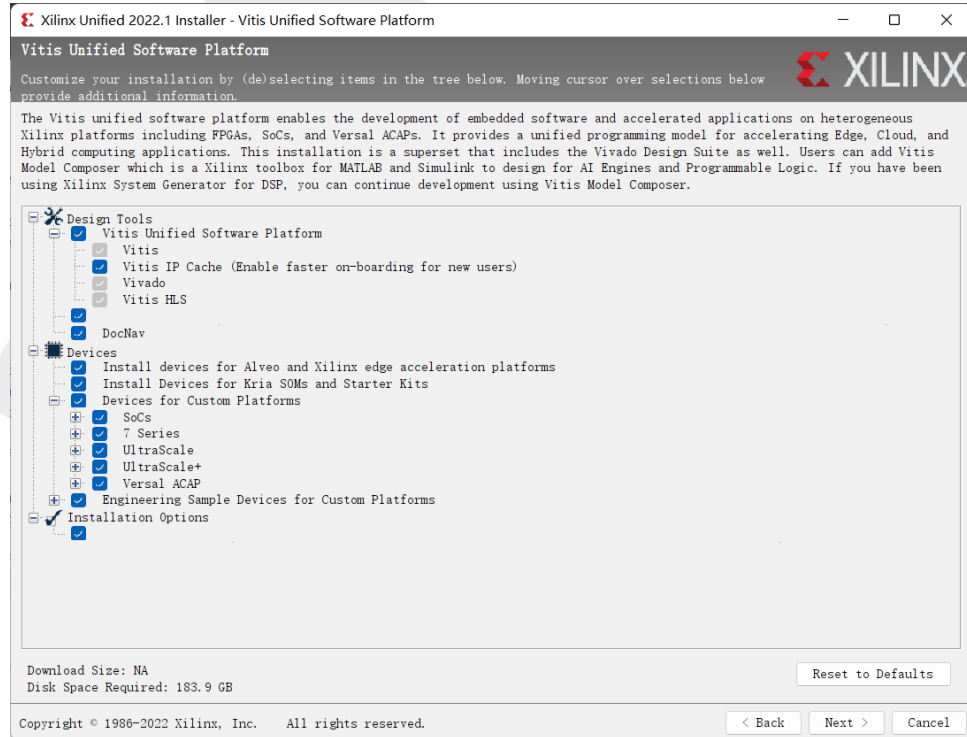 Xilinx Unified 2022.1 Installer - Vitis Unified Software Platform
Vitis Unified Software Platform
Customize your installation by (de)selecting items in the tree below. Moving cursor over selections below
provide additional information.
XILINX
The Vitis unified software platform enables the development of embedded software and accelerated applications on heterogeneous
Xilinx platforms including FPGAs, SoCs, and Versal ACAPs. It provides a unified programming model for accelerating Edge, Cloud, and
Hybrid computing applications. This installation is a superset that includes the Vivado Design Suite as well. Users can add Vitis
Model Composer which is a Xilinx toolbox for MATLAB and Simulink to design for AI Engines and Programmable Logic. If you have been
using Xilinx System Generator for DSP, you can continue development using Vitis Model Composer.
Design Tools
Vitis Unified Software Platform
Vitis
Vitis IP Cache (Enable faster on-boarding for new users)
Vivado
Vitis HLS
DocNav
Devices
Install devices for Alveo and Xilinx edge acceleration platforms
Install Devices for Kria SOMs and Starter Kits
Devices for Custom Platforms
SoCs
7 Series
UltraScale
UltraScale+
Versal ACAP
Engineering Sample Devices for Custom Platforms
Installation Options
Download Size: NA
Disk Space Required: 183.9 GB
Reset to Defaults
Copyright © 1986-2022 Xilinx, Inc. All rights reserved.
< Back
Next >
Cancel